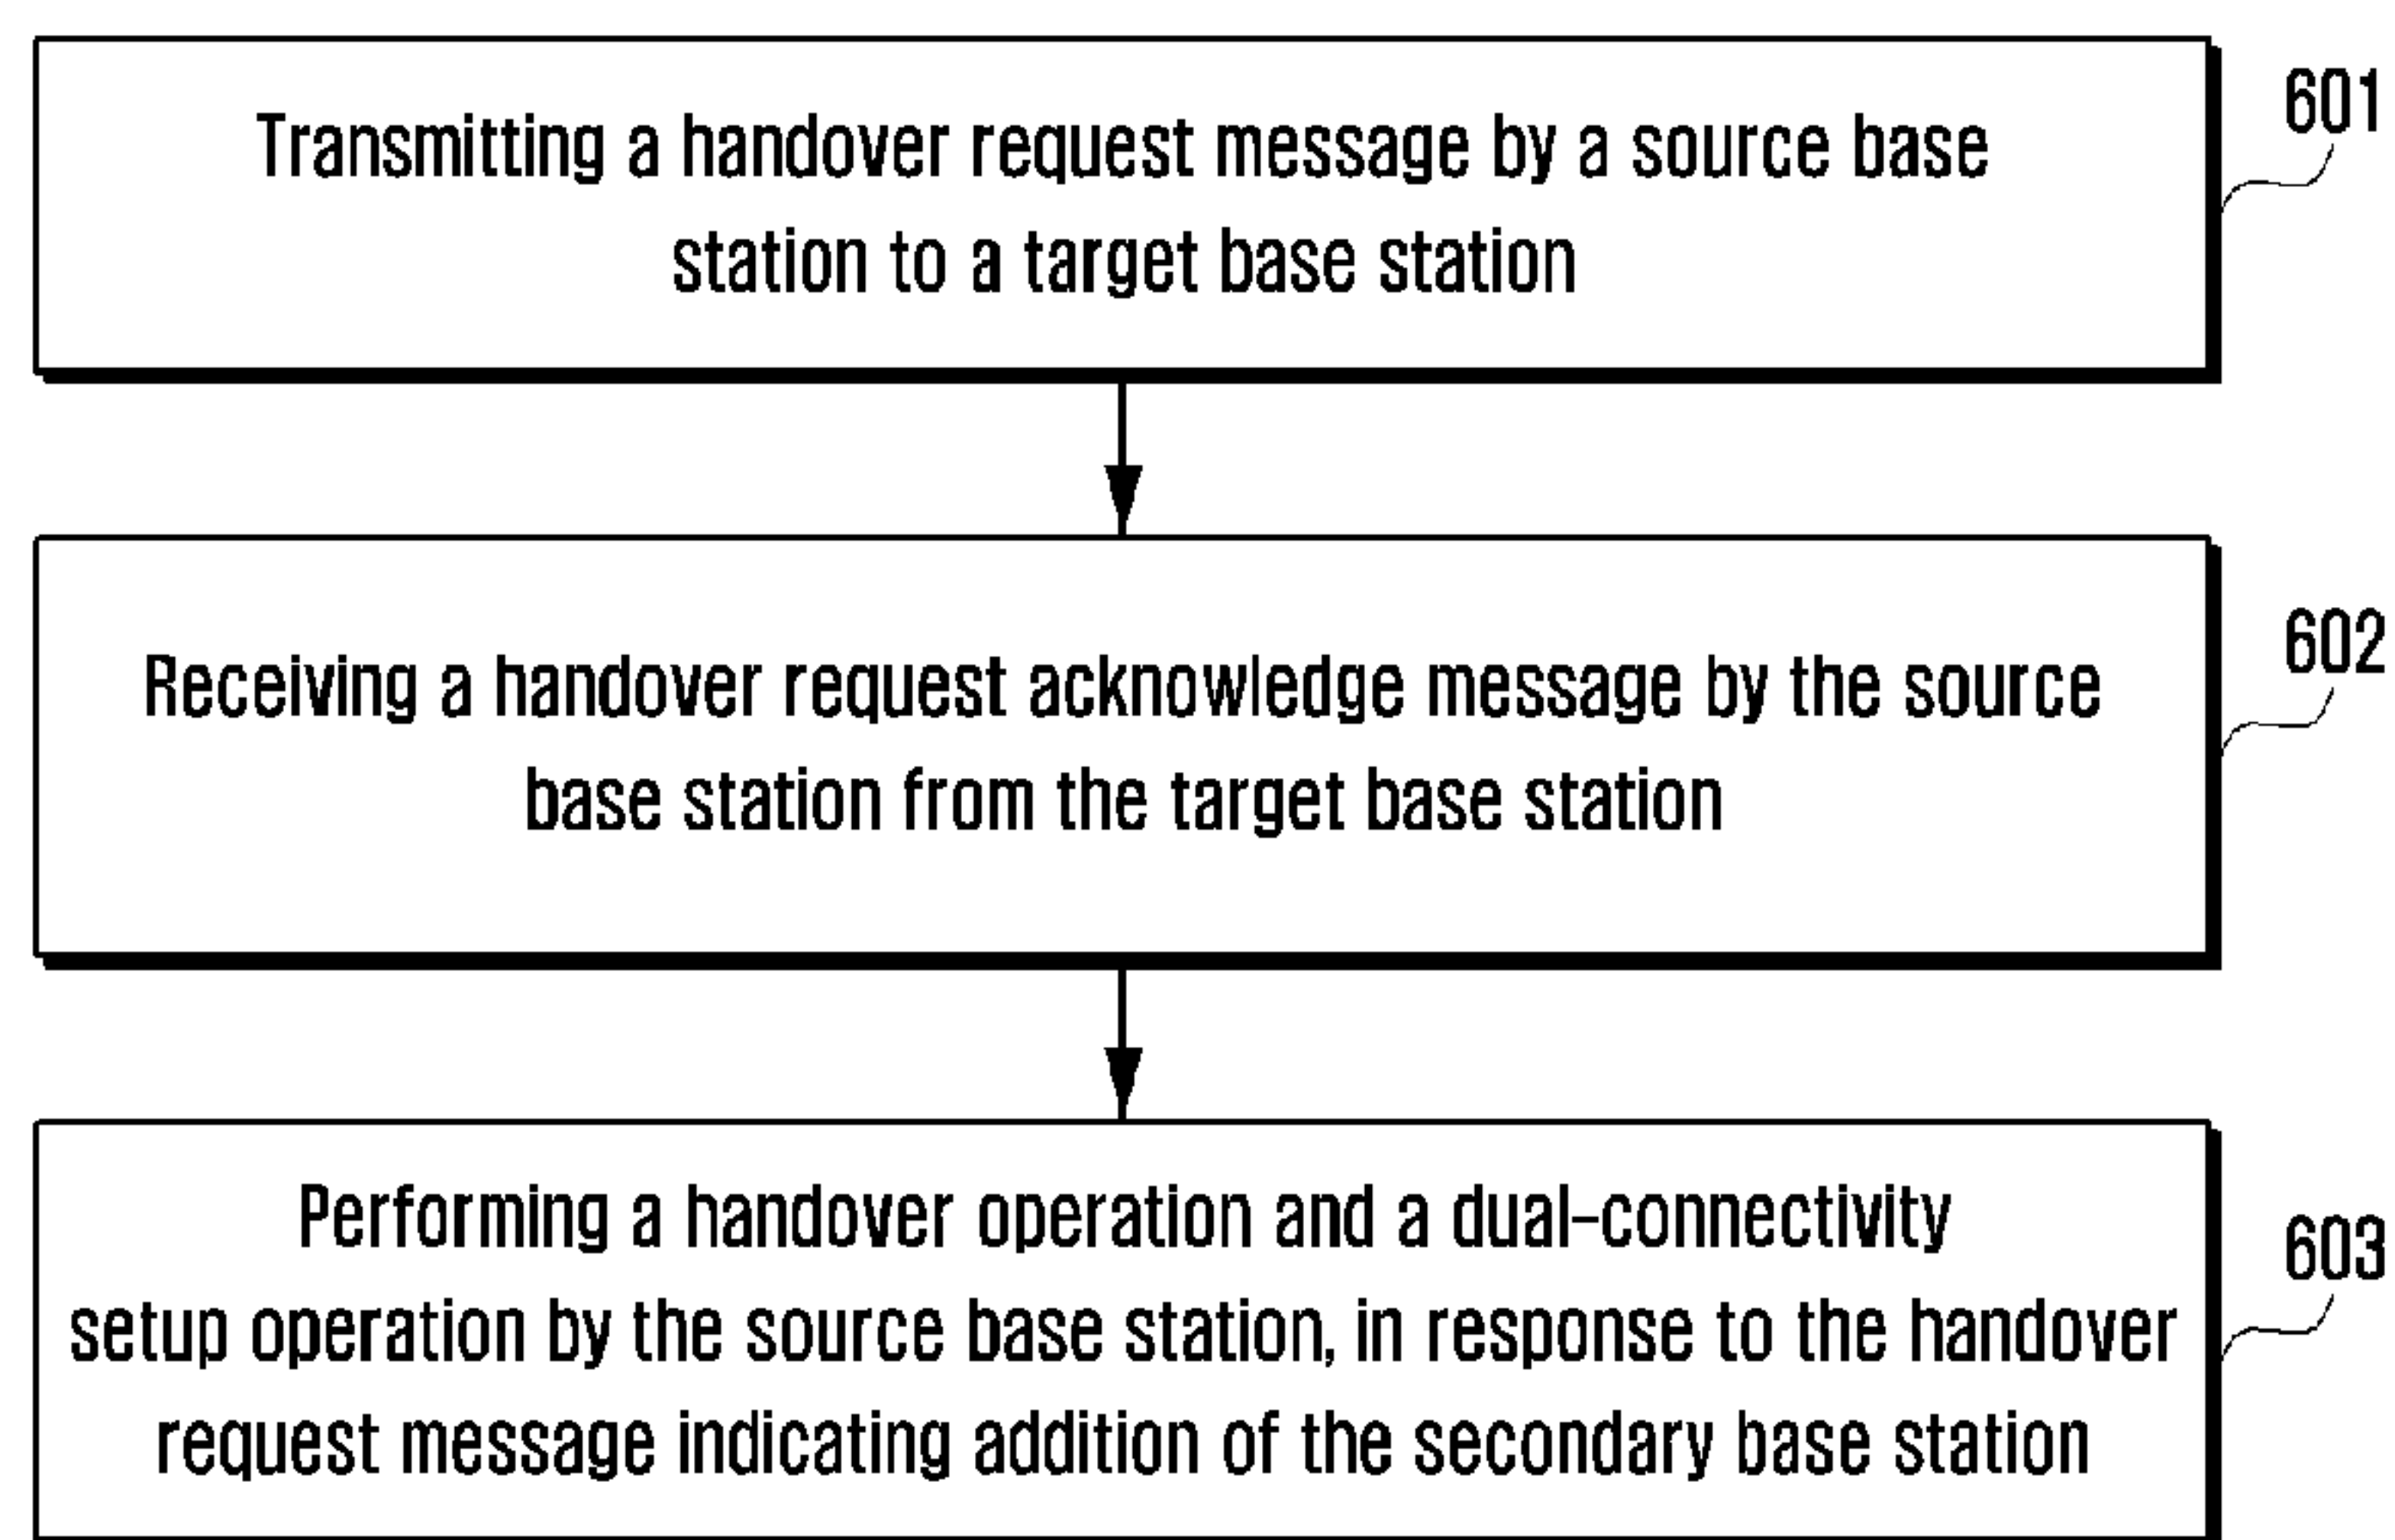 Transmitting a handover request message by a source base
station to a target base station
601
Receiving a handover request acknowledge message by the source
base station from the target base station
602
Performing a handover operation and a dual-connectivity
setup operation by the source base station, in response to the handover
request message indicating addition of the secondary base station
603